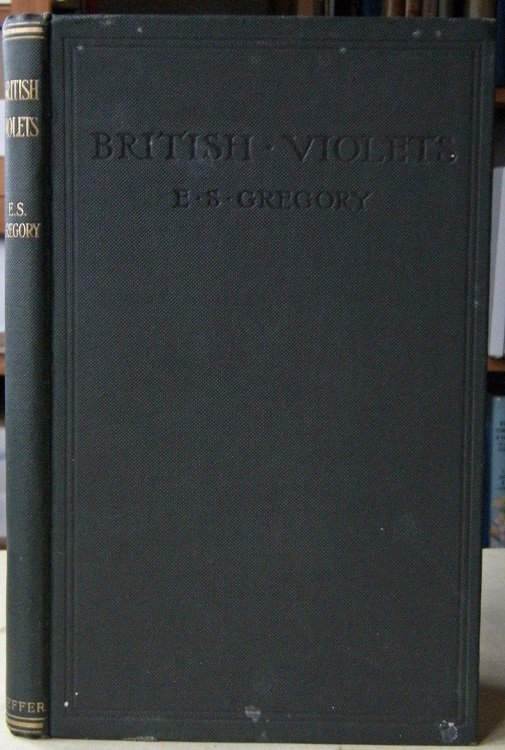 BRITISH
VIOLETS
E.S.
GREGORY
HEFFER
BRITISH · VIOLETS
E · S · GREGORY